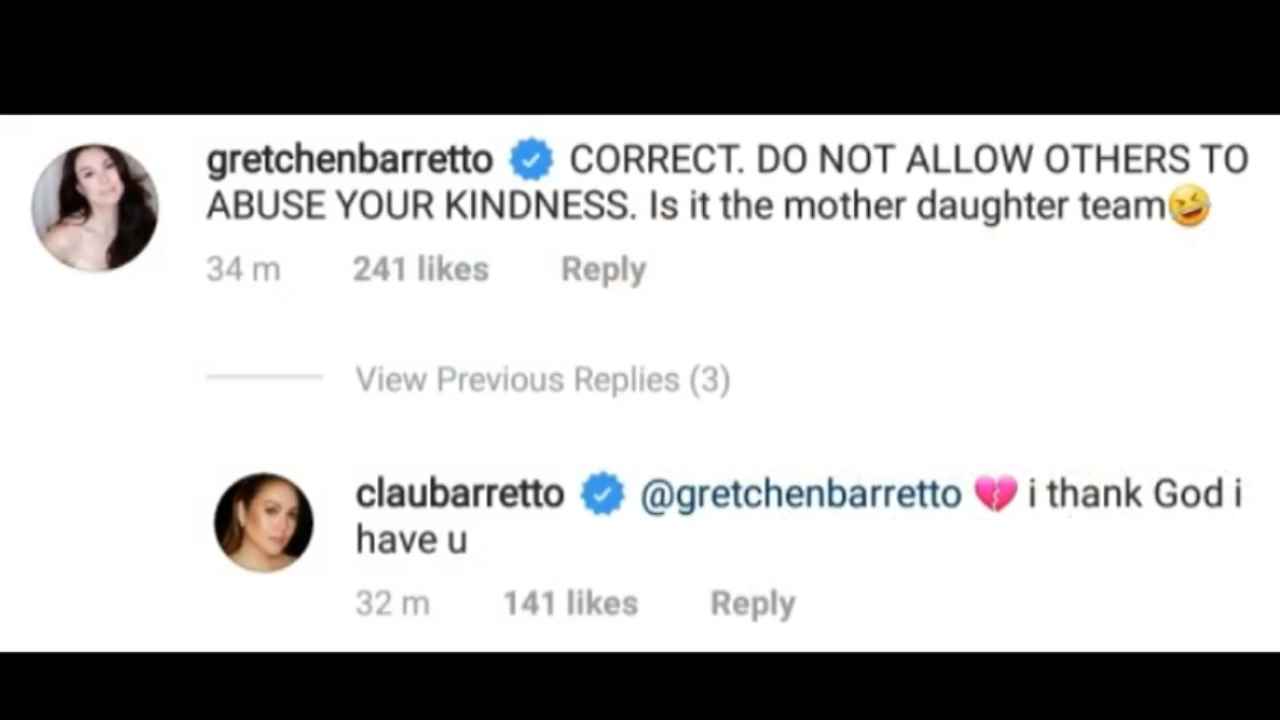 gretchenbarretto CORRECT. DO NOT ALLOW OTHERS TO
ABUSE YOUR KINDNESS. Is it the mother daughter team😆
34 m 241 likes Reply
View Previous Replies (3)
claubarretto @gretchenbarretto 💔 i thank God i
have u
32 m 141 likes Reply